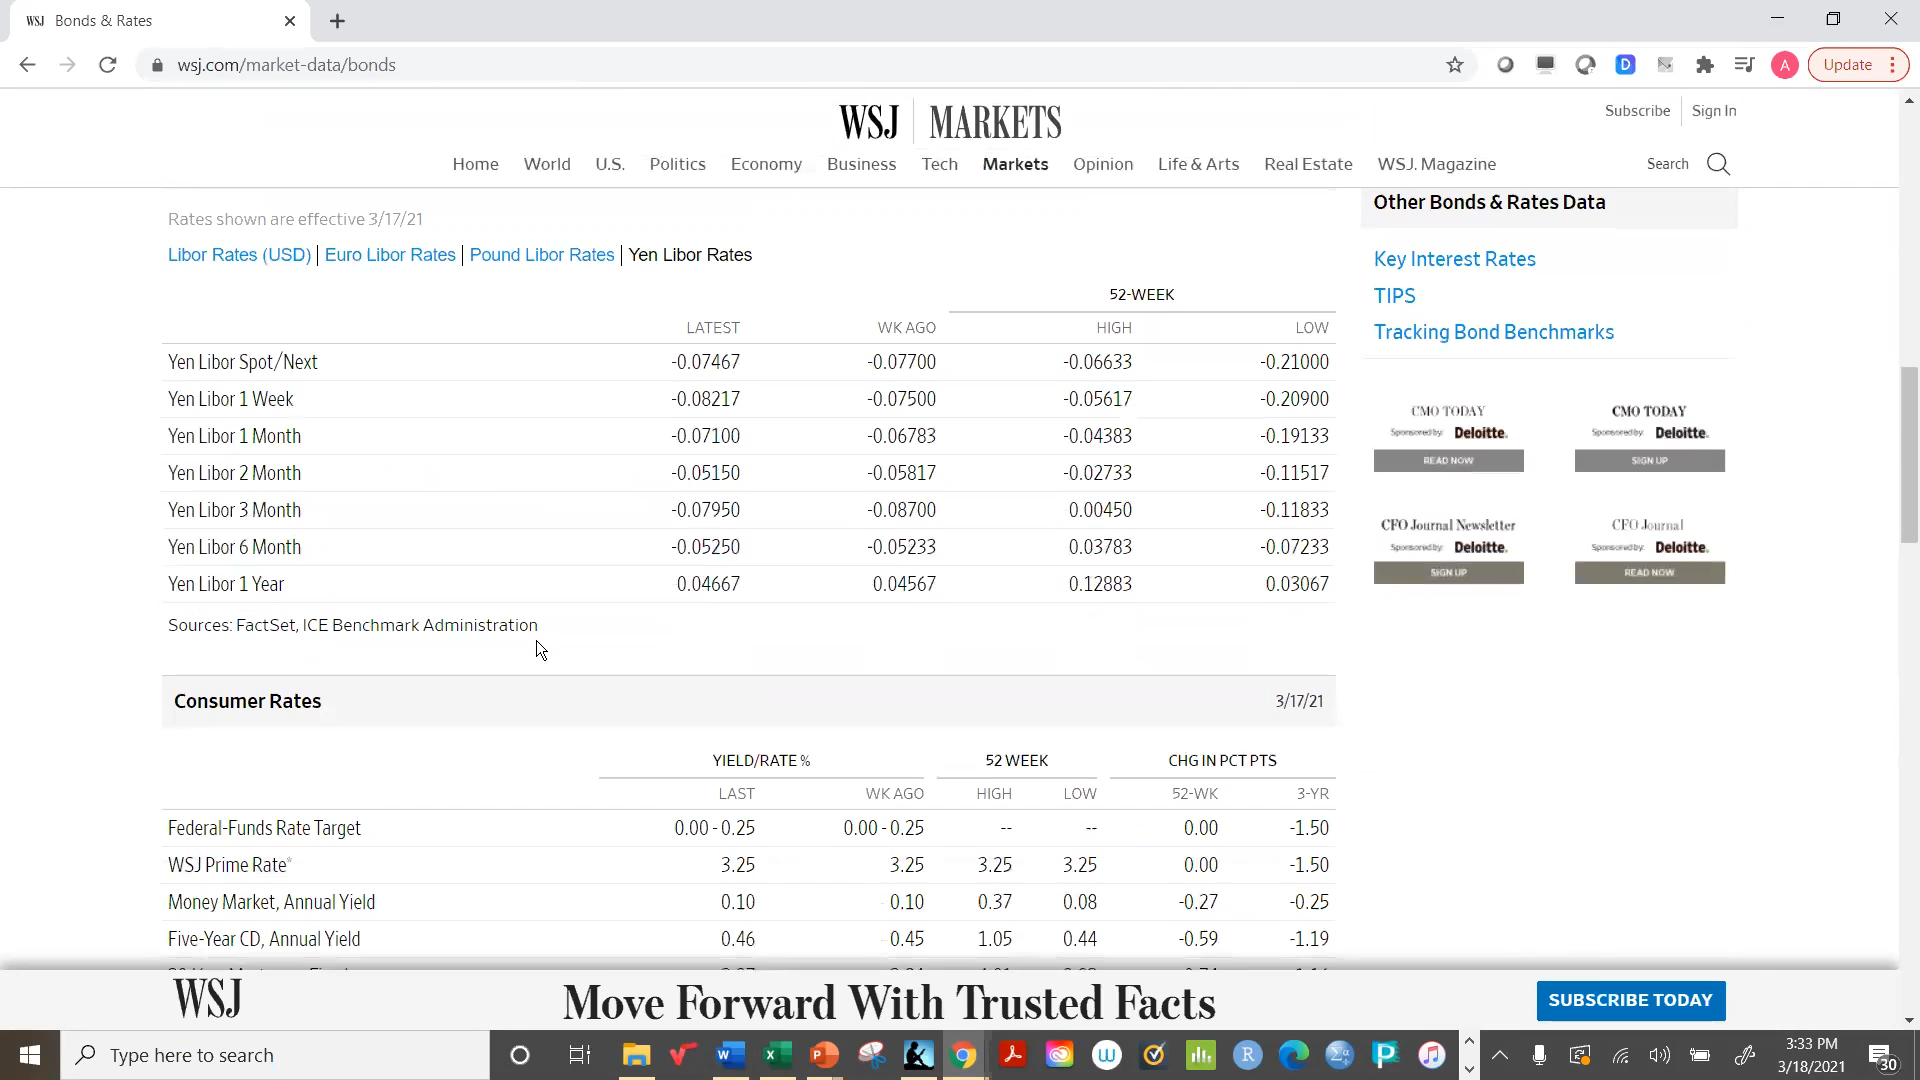 WSJ Bonds & Rates
wsj.com/market-data/bonds
Update
WSJ MARKETS
Subscribe Sign In
Home World U.S. Politics Economy Business Tech Markets Opinion Life & Arts Real Estate WSJ. Magazine Search
Rates shown are effective 3/17/21
Libor Rates (USD) | Euro Libor Rates | Pound Libor Rates | Yen Libor Rates
52-WEEK
LATEST WK AGO HIGH LOW
Yen Libor Spot/Next -0.07467 -0.07700 -0.06633 -0.21000
Yen Libor 1 Week -0.08217 -0.07500 -0.05617 -0.20900
Yen Libor 1 Month -0.07100 -0.06783 -0.04383 -0.19133
Yen Libor 2 Month -0.05150 -0.05817 -0.02733 -0.11517
Yen Libor 3 Month -0.07950 -0.08700 0.00450 -0.11833
Yen Libor 6 Month -0.05250 -0.05233 0.03783 -0.07233
Yen Libor 1 Year 0.04667 0.04567 0.12883 0.03067
Sources: FactSet, ICE Benchmark Administration
Consumer Rates 3/17/21
YIELD/RATE % 52 WEEK CHG IN PCT PTS
LAST WK AGO HIGH LOW 52-WK 3-YR
Federal-Funds Rate Target 0.00 - 0.25 0.00 - 0.25 -- -- 0.00 -1.50
WSJ Prime Rate* 3.25 3.25 3.25 3.25 0.00 -1.50
Money Market, Annual Yield 0.10 0.10 0.37 0.08 -0.27 -0.25
Five-Year CD, Annual Yield 0.46 0.45 1.05 0.44 -0.59 -1.19
Other Bonds & Rates Data
Key Interest Rates
TIPS
Tracking Bond Benchmarks
CMO TODAY
Sponsored by: Deloitte.
READ NOW
CMO TODAY
Sponsored by: Deloitte.
SIGN UP
CFO Journal Newsletter
Sponsored by: Deloitte.
SIGN UP
CFO Journal
Sponsored by: Deloitte.
READ NOW
WSJ Move Forward With Trusted Facts SUBSCRIBE TODAY
Type here to search
3:33 PM
3/18/2021
30